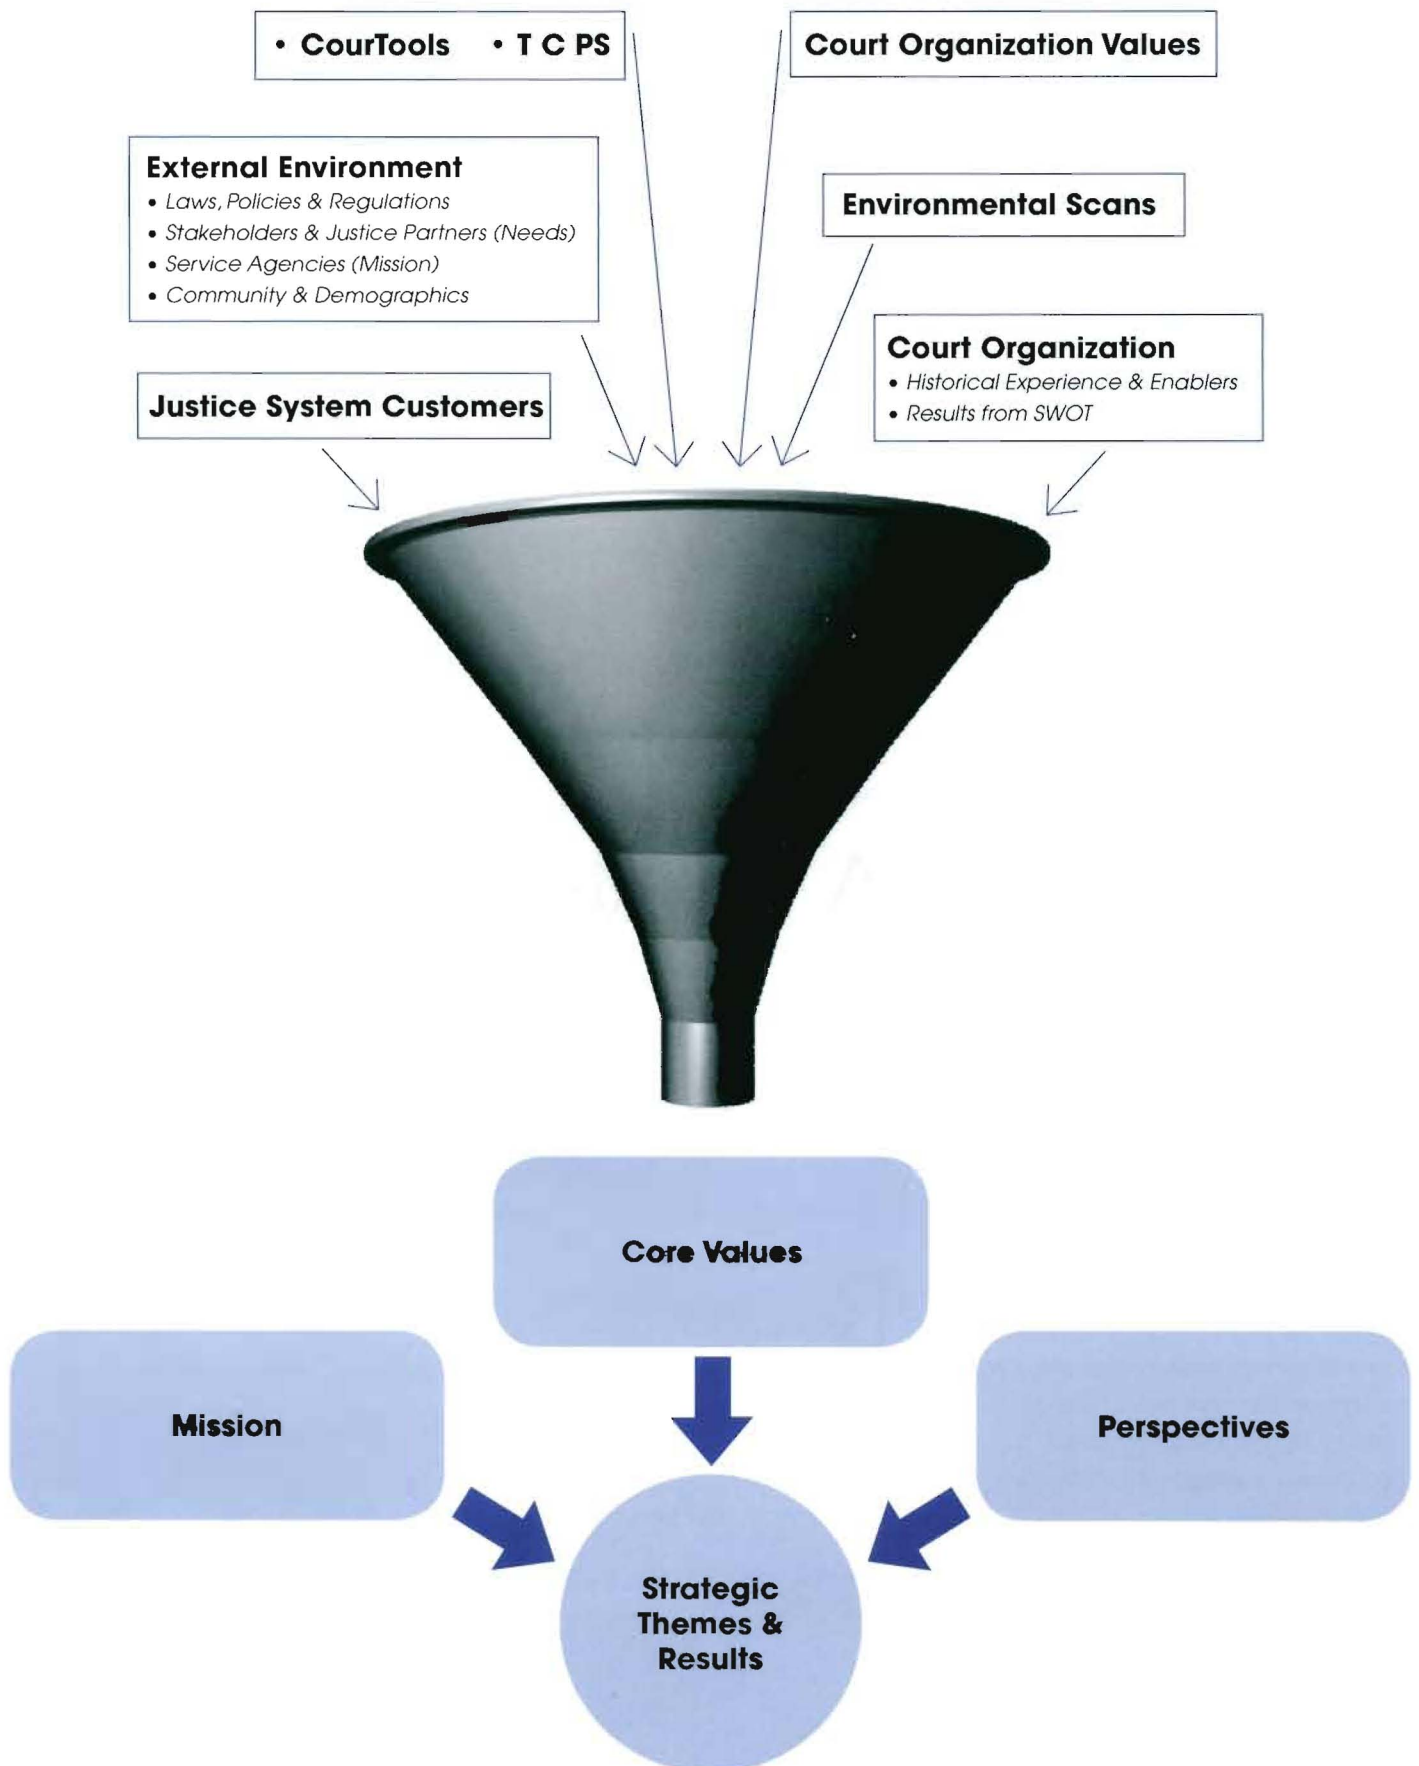 • CourTools • T C PS
Court Organization Values
External Environment
• Laws, Policies & Regulations
• Stakeholders & Justice Partners (Needs)
• Service Agencies (Mission)
• Community & Demographics
Environmental Scans
Court Organization
• Historical Experience & Enablers
• Results from SWOT
Justice System Customers
Core Values
Mission
Perspectives
Strategic
Themes &
Results